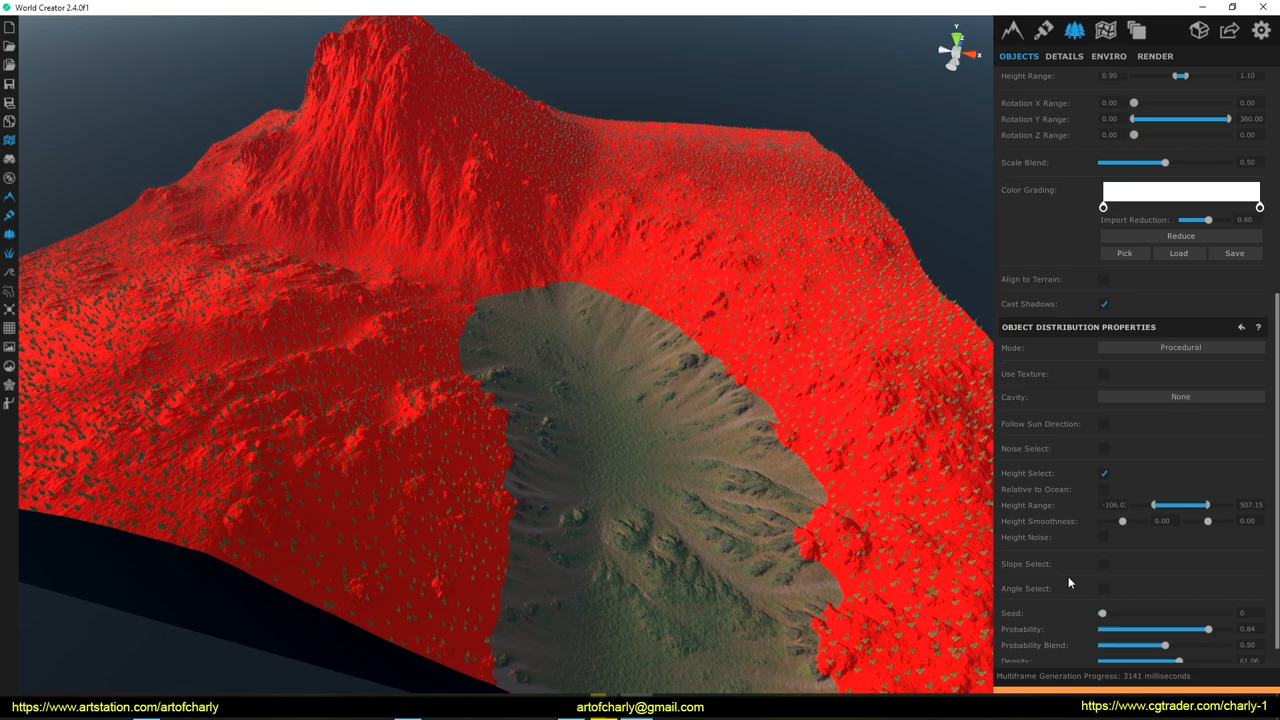 World Creator 2.4.0f1
Y
Z
X
OBJECTS DETAILS ENVIRO RENDER
Height Range: 0.90 1.10
Rotation X Range: 0.00 0.00
Rotation Y Range: 0.00 360.00
Rotation Z Range: 0.00 0.00
Scale Blend: 0.50
Color Grading:
Import Reduction: 0.60
Reduce
Pick Load Save
Align to Terrain:
Cast Shadows:
OBJECT DISTRIBUTION PROPERTIES ?
Mode: Procedural
Use Texture:
Cavity: None
Follow Sun Direction:
Noise Select:
Height Select:
Relative to Ocean:
Height Range: -106.0 507.15
Height Smoothness: 0.00 0.00
Height Noise:
Slope Select:
Angle Select:
Seed: 0
Probability: 0.84
Probability Blend: 0.50
Density: 61.06
Multiframe Generation Progress: 3141 milliseconds
https://www.artstation.com/artofcharly artofcharly@gmail.com https://www.cgtrader.com/charly-1